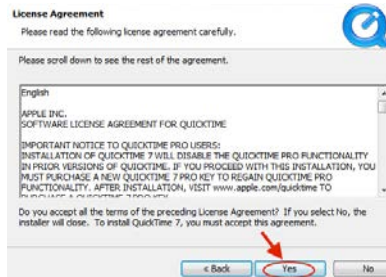 License Agreement
Please read the following license agreement carefully.
Please scroll down to see the rest of the agreement.
English
APPLE INC.
SOFTWARE LICENSE AGREEMENT FOR QUICKTIME
IMPORTANT NOTICE TO QUICKTIME PRO USERS:
INSTALLATION OF QUICKTIME 7 WILL DISABLE THE QUICKTIME PRO FUNCTIONALITY
IN PRIOR VERSIONS OF QUICKTIME. IF YOU PROCEED WITH THIS INSTALLATION, YOU
MUST PURCHASE A NEW QUICKTIME 7 PRO KEY TO REGAIN QUICKTIME PRO
FUNCTIONALITY. AFTER INSTALLATION, VISIT www.apple.com/quicktime TO
PURCHASE A QUICKTIME 7 PRO KEY.
Do you accept all the terms of the preceding License Agreement? If you select No, the
installer will close. To install QuickTime 7, you must accept this agreement.
< Back Yes No